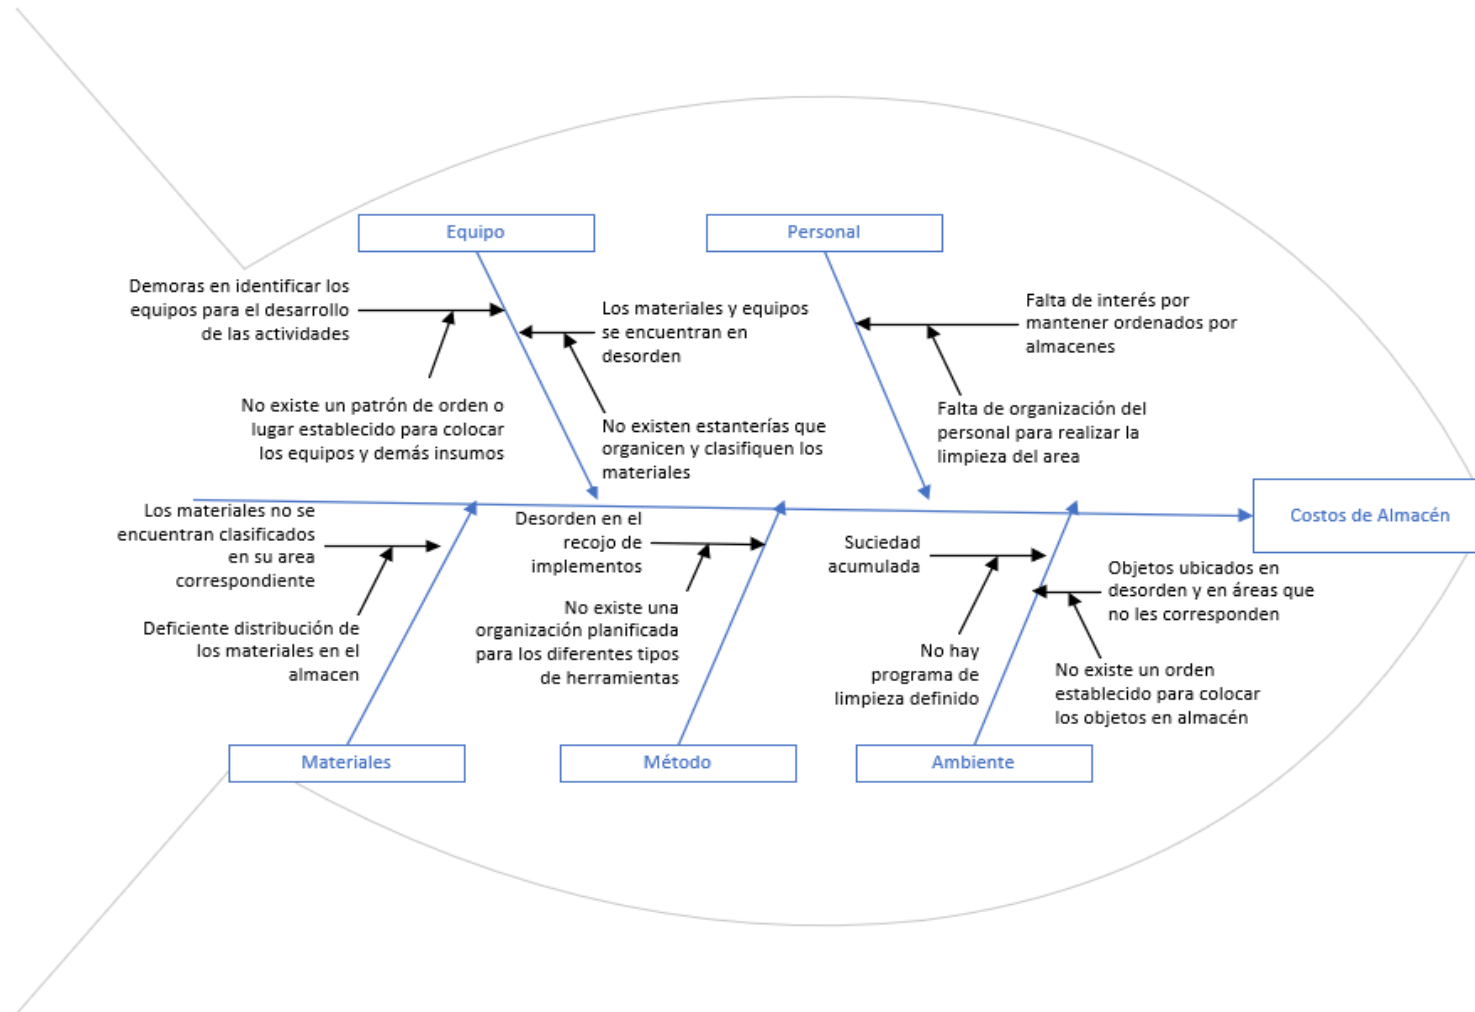 Equipo
Personal
Demoras en identificar los
equipos para el desarrollo
de las actividades
Los materiales y equipos
se encuentran en
desorden
Falta de interés por
mantener ordenados por
almacenes
No existe un patrón de orden o
lugar establecido para colocar
los equipos y demás insumos
No existen estanterías que
organicen y clasifiquen los
materiales
Falta de organización del
personal para realizar la
limpieza del area
Costos de Almacén
Los materiales no se
encuentran clasificados
en su area
correspondiente
Desorden en el
recojo de
implementos
Suciedad
acumulada
Objetos ubicados en
desorden y en áreas que
no les corresponden
Deficiente distribución de
los materiales en el
almacen
No existe una
organización planificada
para los diferentes tipos
de herramientas
No hay
programa de
limpieza definido
No existe un orden
establecido para colocar
los objetos en almacén
Materiales
Método
Ambiente